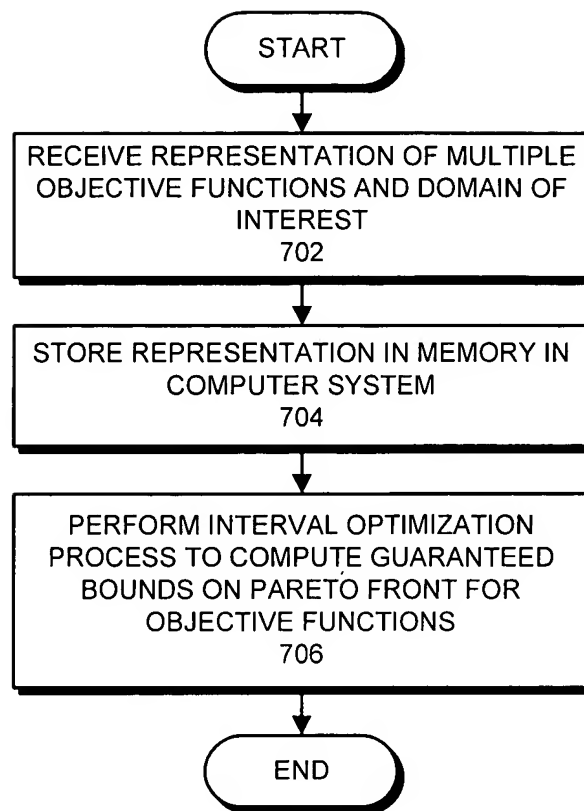 START
RECEIVE REPRESENTATION OF MULTIPLE
OBJECTIVE FUNCTIONS AND DOMAIN OF
INTEREST
702
STORE REPRESENTATION IN MEMORY IN
COMPUTER SYSTEM
704
PERFORM INTERVAL OPTIMIZATION
PROCESS TO COMPUTE GUARANTEED
BOUNDS ON PARETO FRONT FOR
OBJECTIVE FUNCTIONS
706
END